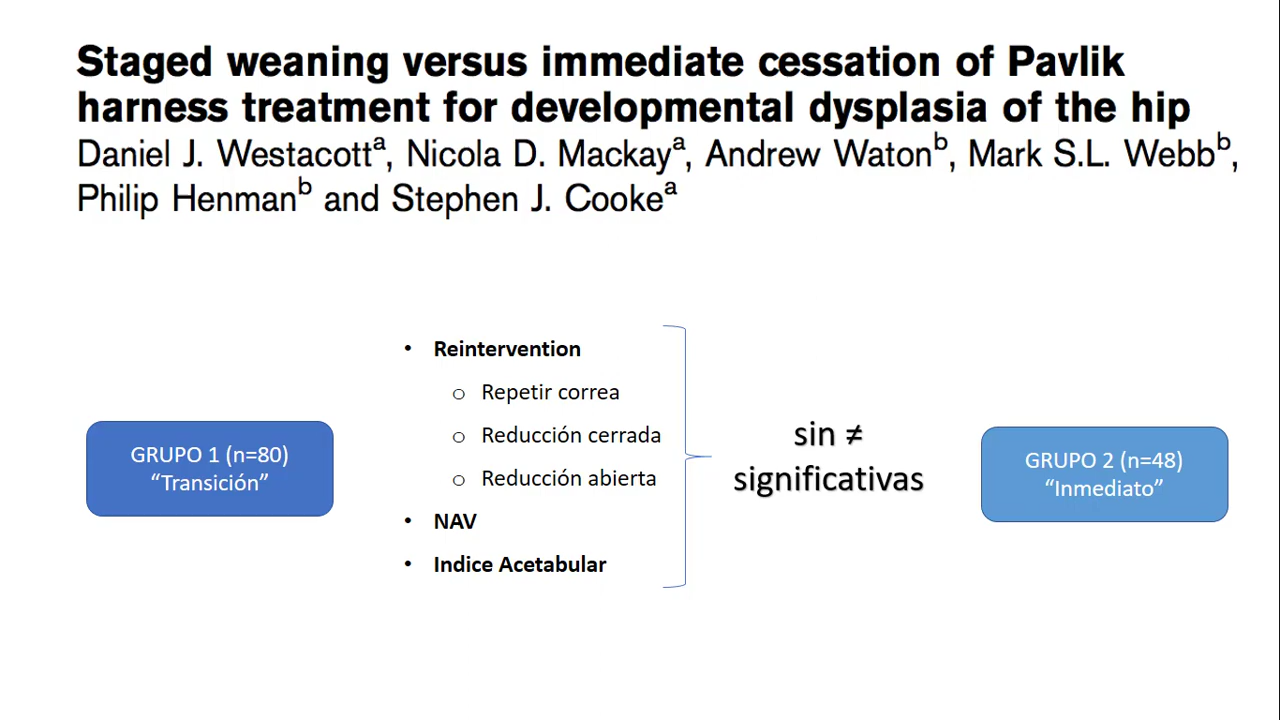 Staged weaning versus immediate cessation of Pavlik
harness treatment for developmental dysplasia of the hip
Daniel J. Westacottᵃ, Nicola D. Mackayᵃ, Andrew Watonᵇ, Mark S.L. Webbᵇ,
Philip Henmanᵇ and Stephen J. Cookeᵃ
GRUPO 1 (n=80)
“Transición”
• Reintervention
o Repetir correa
o Reducción cerrada
o Reducción abierta
• NAV
• Indice Acetabular
sin ≠
significativas
GRUPO 2 (n=48)
“Inmediato”